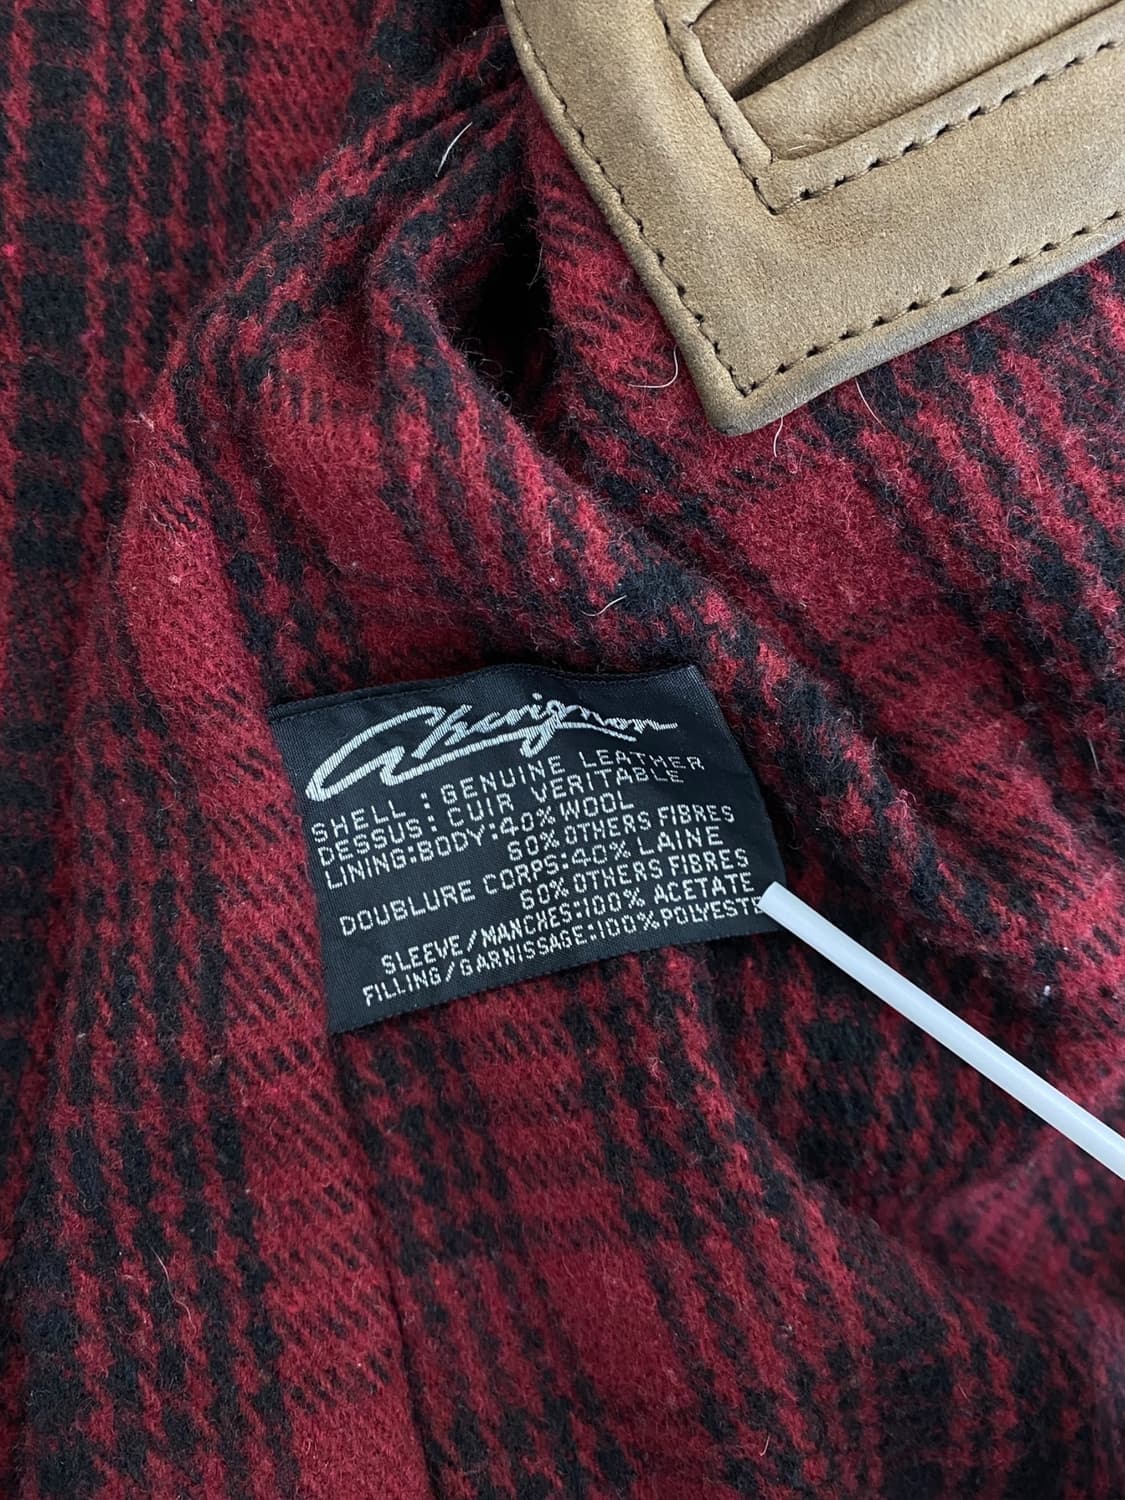 Chevignon
SHELL : GENUINE LEATHER
DESSUS: CUIR VERITABLE
LINING:BODY:40% WOOL
60% OTHERS FIBRES
DOUBLURE CORPS:40% LAINE
60% OTHERS FIBRES
SLEEVE/MANCHES:100% ACETATE
FILLING/GARNISSAGE:100% POLYESTE